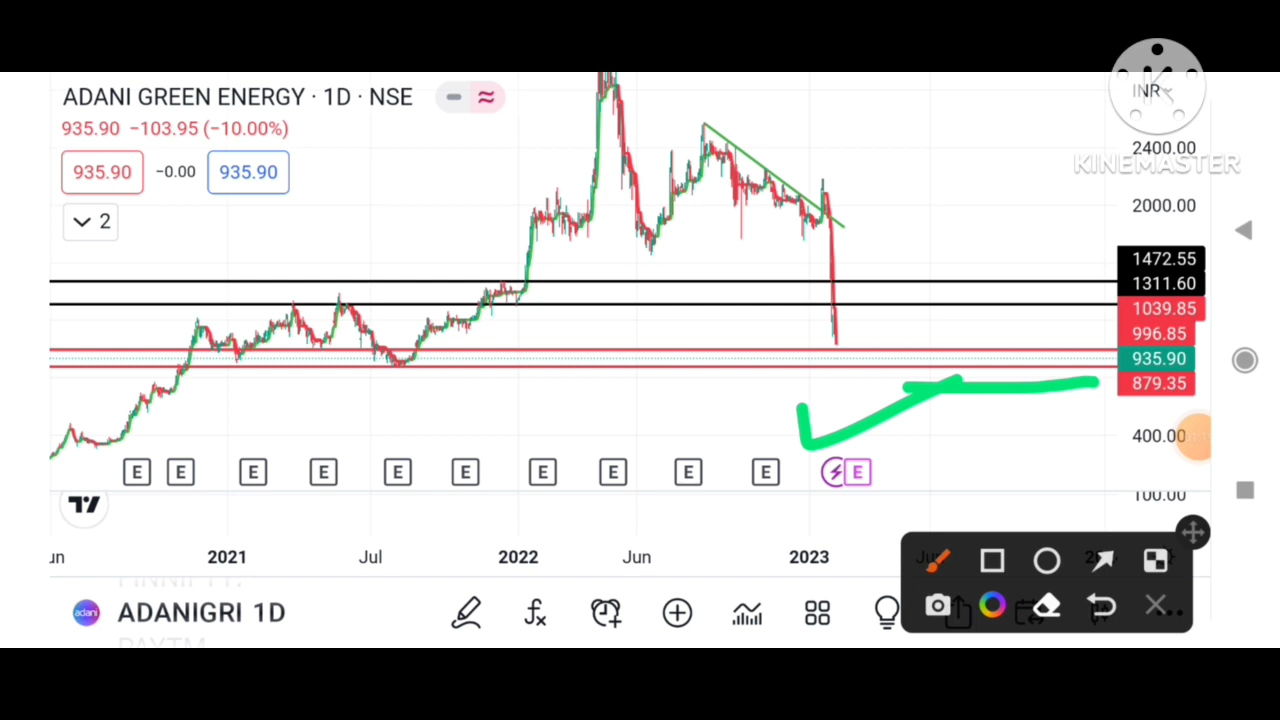 ADANI GREEN ENERGY · 1D · NSE
INR
935.90 −103.95 (−10.00%)
2400.00
KINEMASTER
935.90 −0.00 935.90
2000.00
2
1472.55
1311.60
1039.85
996.85
935.90
879.35
400.00
E E E E E E E E E E E
100.00
2021 Jul 2022 Jun 2023
ADANIGRI 1D
adani
PAYTM